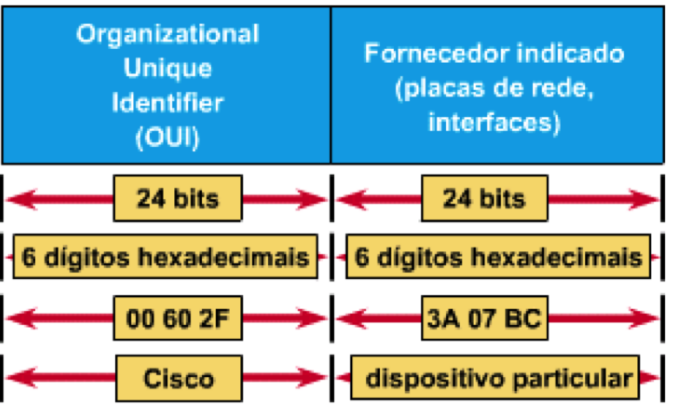 Organizational
Unique
Identifier
(OUI)
Fornecedor indicado
(placas de rede,
interfaces)
24 bits
24 bits
6 dígitos hexadecimais
6 dígitos hexadecimais
00 60 2F
3A 07 BC
Cisco
dispositivo particular